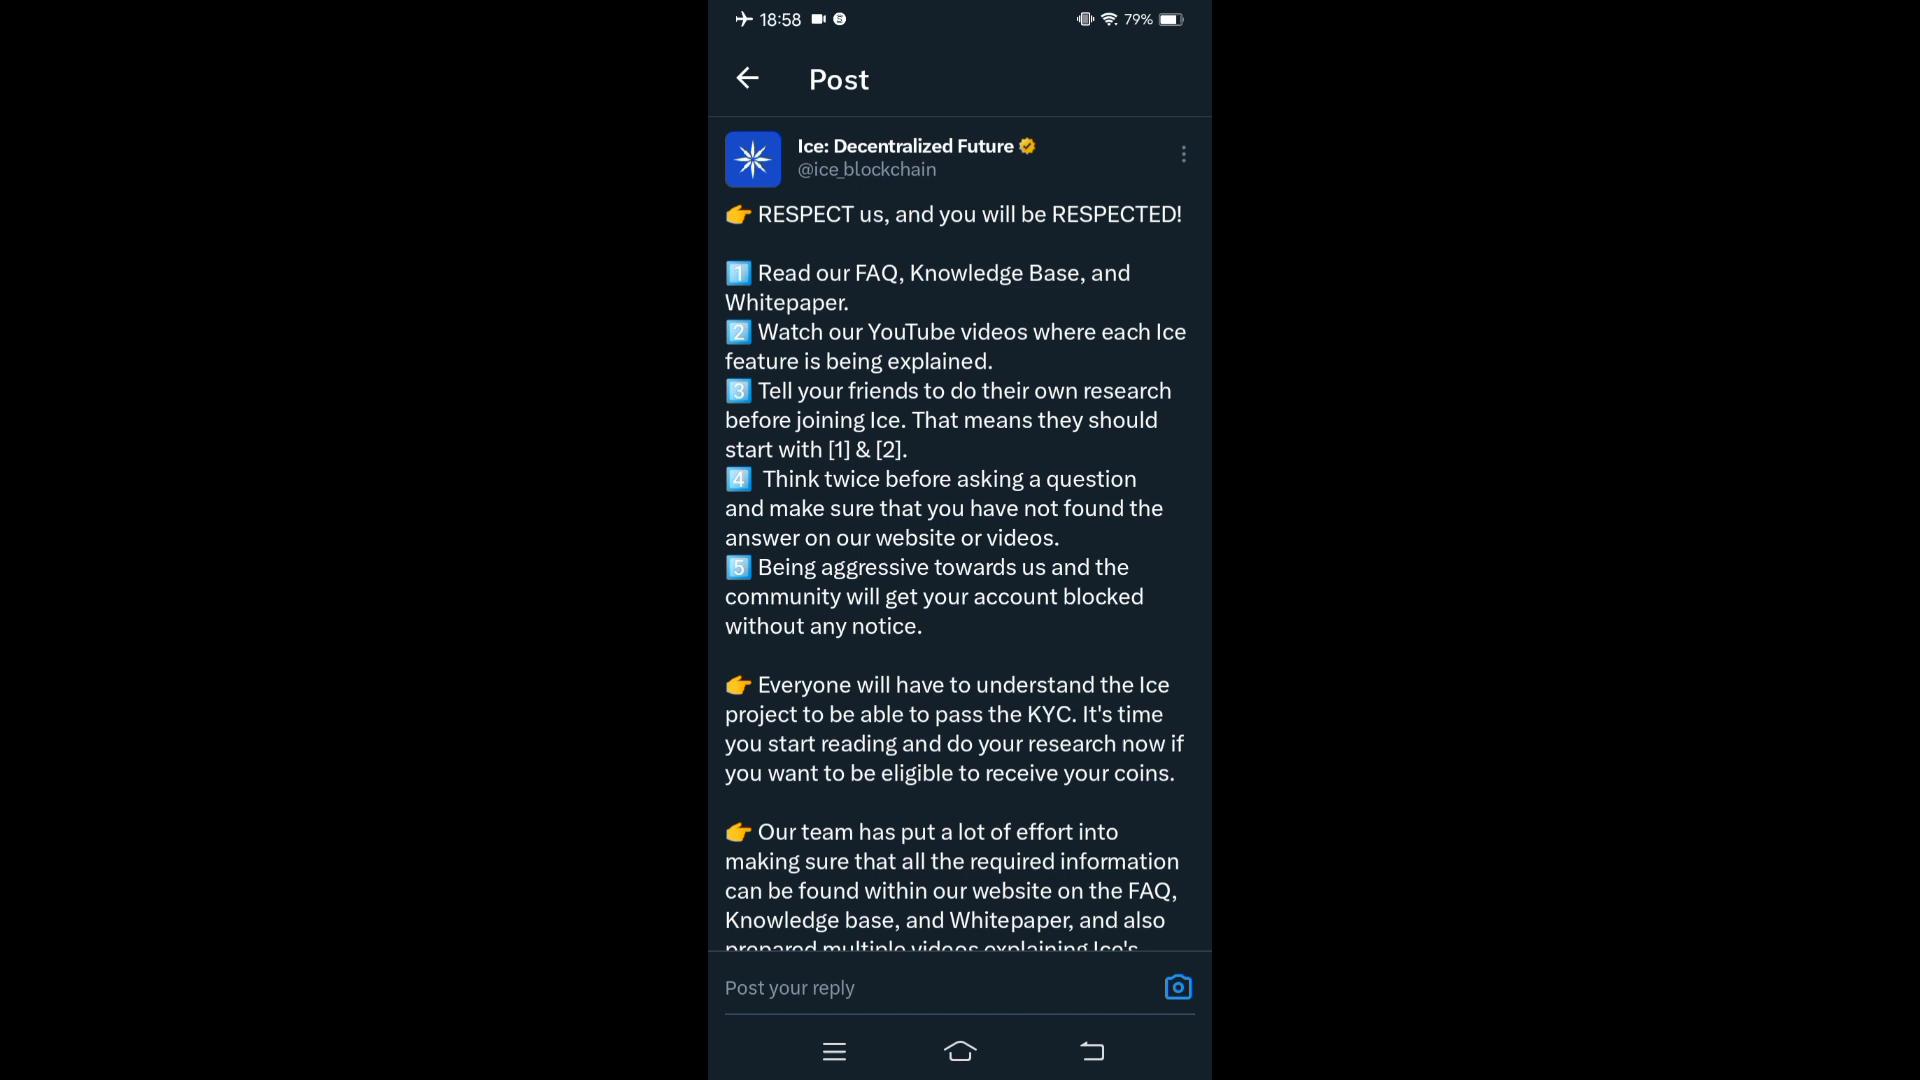 18:58
79%
Post
Ice: Decentralized Future
@ice_blockchain
👉 RESPECT us, and you will be RESPECTED!
1️⃣ Read our FAQ, Knowledge Base, and
Whitepaper.
2️⃣ Watch our YouTube videos where each Ice
feature is being explained.
3️⃣ Tell your friends to do their own research
before joining Ice. That means they should
start with [1] & [2].
4️⃣  Think twice before asking a question
and make sure that you have not found the
answer on our website or videos.
5️⃣ Being aggressive towards us and the
community will get your account blocked
without any notice.
👉 Everyone will have to understand the Ice
project to be able to pass the KYC. It's time
you start reading and do your research now if
you want to be eligible to receive your coins.
👉 Our team has put a lot of effort into
making sure that all the required information
can be found within our website on the FAQ,
Knowledge base, and Whitepaper, and also
prepared multiple videos explaining Ice's
Post your reply